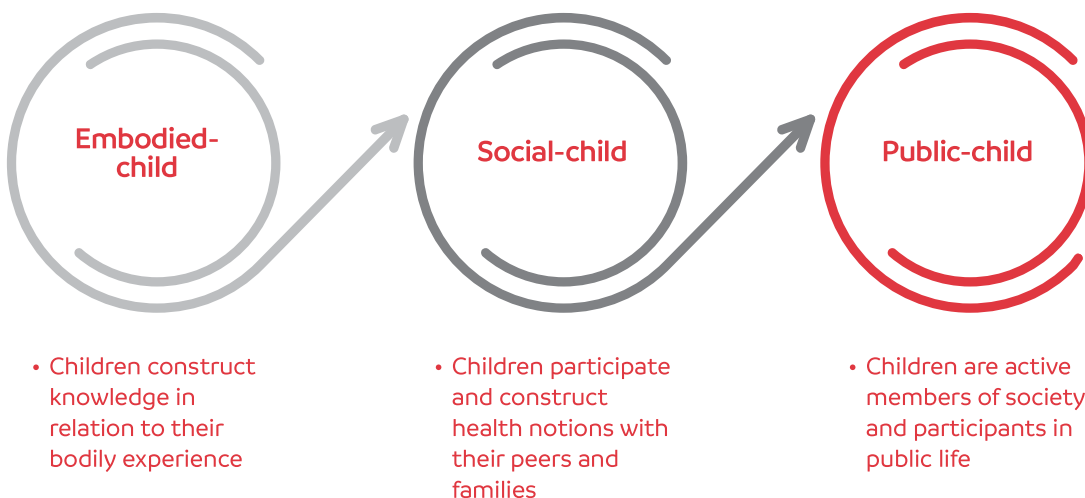 Embodied-
child
Social-child
Public-child
• Children construct
knowledge in
relation to their
bodily experience
• Children participate
and construct
health notions with
their peers and
families
• Children are active
members of society
and participants in
public life